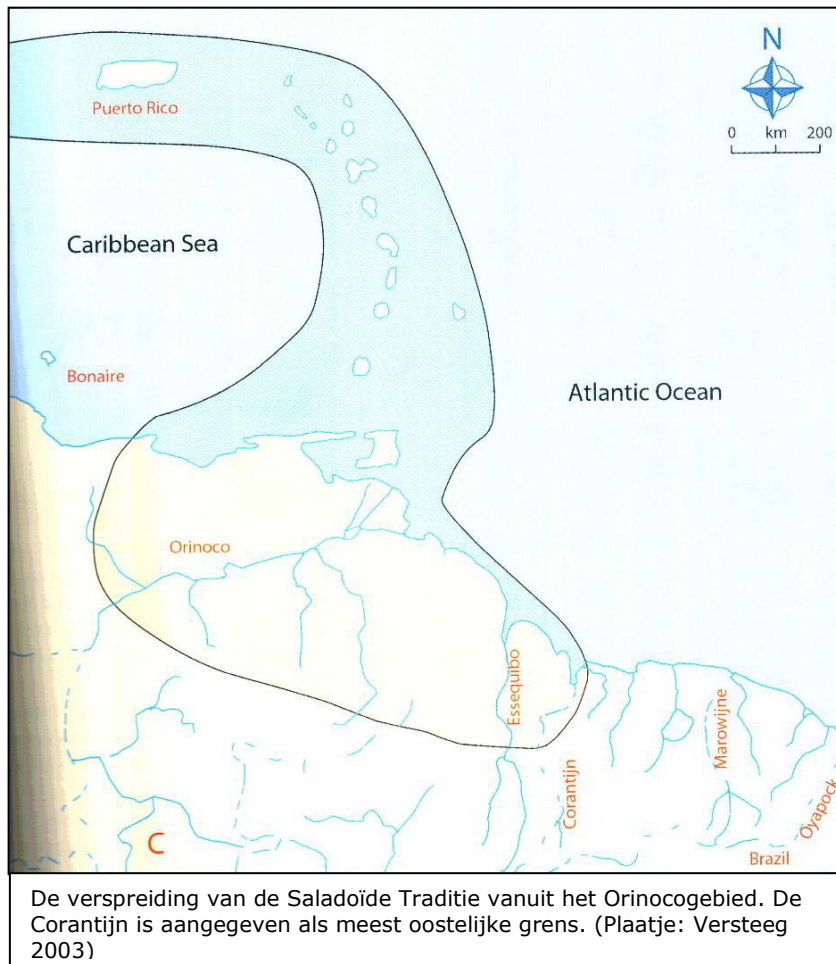 N
0 km 200
Puerto Rico
Caribbean Sea
Bonaire
Atlantic Ocean
Orinoco
Essequibo
Corantijn
Marowijne
Oyapock
Brazil
C
De verspreiding van de Saladoïde Traditie vanuit het Orinocogebied. De
Corantijn is aangegeven als meest oostelijke grens. (Plaatje: Versteeg
2003)